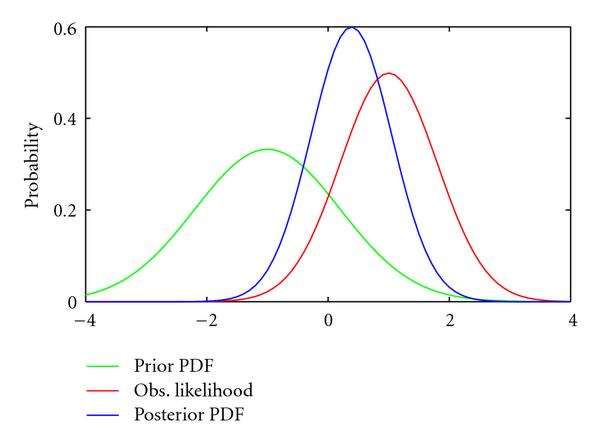 0.6
0.4
0.2
0
Probability
−4
−2
0
2
4
Prior PDF
Obs. likelihood
Posterior PDF